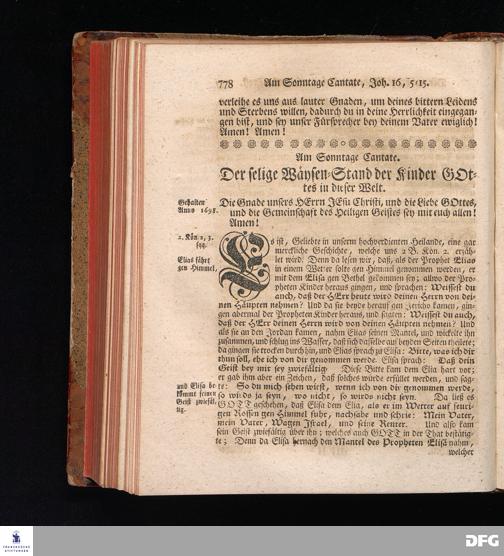 778 Am Sonntage Cantate, Joh. 16, 5-15.
verleihe es uns aus lauter Gnaden, um deines bittern Leidens
und Sterbens willen, dadurch du in deine Herrlichkeit eingegan-
gen bist, und sey unser Fürsprecher bey deinem Vater ewiglich!
Amen! Amen!
Am Sonntage Cantate.
Der selige Wäysen-Stand der Kinder GOt-
tes in dieser Welt.
Gehalten
Anno 1698.
Die Gnade unsers HErrn JEsu Christi, und die Liebe GOttes,
und die Gemeinschaft des Heiligen Geistes sey mit euch allen!
Amen!
2. Kön. 2, 3.
sqq.
Elias fährt
gen Himmel,
ES ist, Geliebte in unserm hochverdienten Heilande, eine gar
merckliche Geschichte, welche uns 2 B. Kön. 2. erzäh-
let wird. Denn da lesen wir, daß, als der Prophet Elias
in einem Wetter solte gen Himmel genommen werden, er
mit dem Elisa gen Bethel gekommen sey; allwo der Pro-
pheten Kinder heraus gingen, und sprachen: Weissest du
auch, daß der HErr heute wird deinen Herrn von dei-
nen Häupten nehmen? Und da sie beyde herauf gen Jericho kamen, gin-
gen abermal der Propheten Kinder heraus, und sagten: Weissest du auch,
daß der HErr deinen Herrn wird von deinen Häupten nehmen? Und
als sie an den Jordan kamen, nahm Elias seinen Mantel, und wickelte ihn
zusammen, und schlug ins Wasser, daß sich dasselbe auf beyden Seiten theilete;
da gingen sie trocken durch hin, und Elias sprach zu Elisa: Bitte, was ich dir
thun soll, ehe ich von dir genommen werde. Elisa sprach: Daß dein
Geist bey mir sey zwiefältig. Diese Bitte kam dem Elia hart vor;
er gab ihm aber ein Zeichen, daß solches würde erfüllet werden, und sag-
und Elisa be-
kömmt seinen
Geist zwiefäl-
tig.
te: So du mich sehen wirst, wenn ich von dir genommen werde,
so wirds ja seyn, wo nicht, so wirds nicht seyn. Da ließ es
GOTT geschehen, daß Elisa dem Elia, als er im Wetter auf feuri-
gen Rossen gen Himmel fuhr, nachsahe und schrie: Mein Vater,
mein Vater, Wagen Israel, und seine Reuter. Und also kam
sein Geist zwiefältig über ihn; welches auch GOTT in der That bestätig-
te; Denn da Elisa hernach den Mantel des Propheten Eliä nahm,
welcher
FRANCKESCHE
STIFTUNGEN
DFG